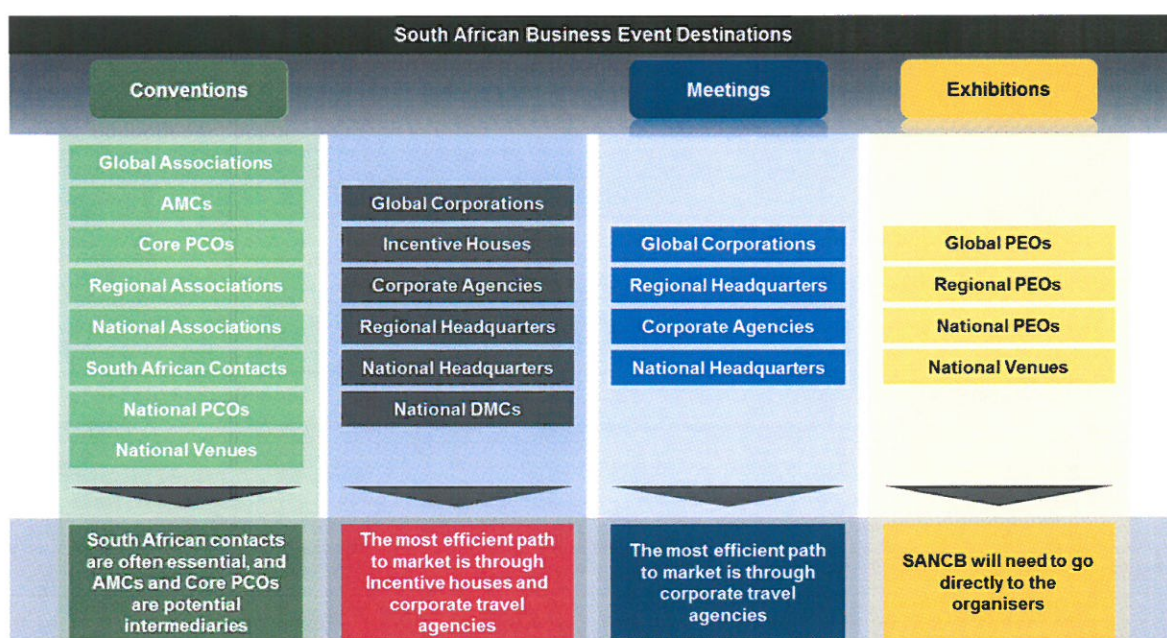 South African Business Event Destinations
Conventions
Meetings
Exhibitions
Global Associations
AMCs
Core PCOs
Regional Associations
National Associations
South African Contacts
National PCOs
National Venues
Global Corporations
Incentive Houses
Corporate Agencies
Regional Headquarters
National Headquarters
National DMCs
Global Corporations
Regional Headquarters
Corporate Agencies
National Headquarters
Global PEOs
Regional PEOs
National PEOs
National Venues
South African contacts
are often essential, and
AMCs and Core PCOs
are potential
intermediaries
The most efficient path
to market is through
Incentive houses and
corporate travel
agencies
The most efficient path
to market is through
corporate travel
agencies
SANCB will need to go
directly to the
organisers